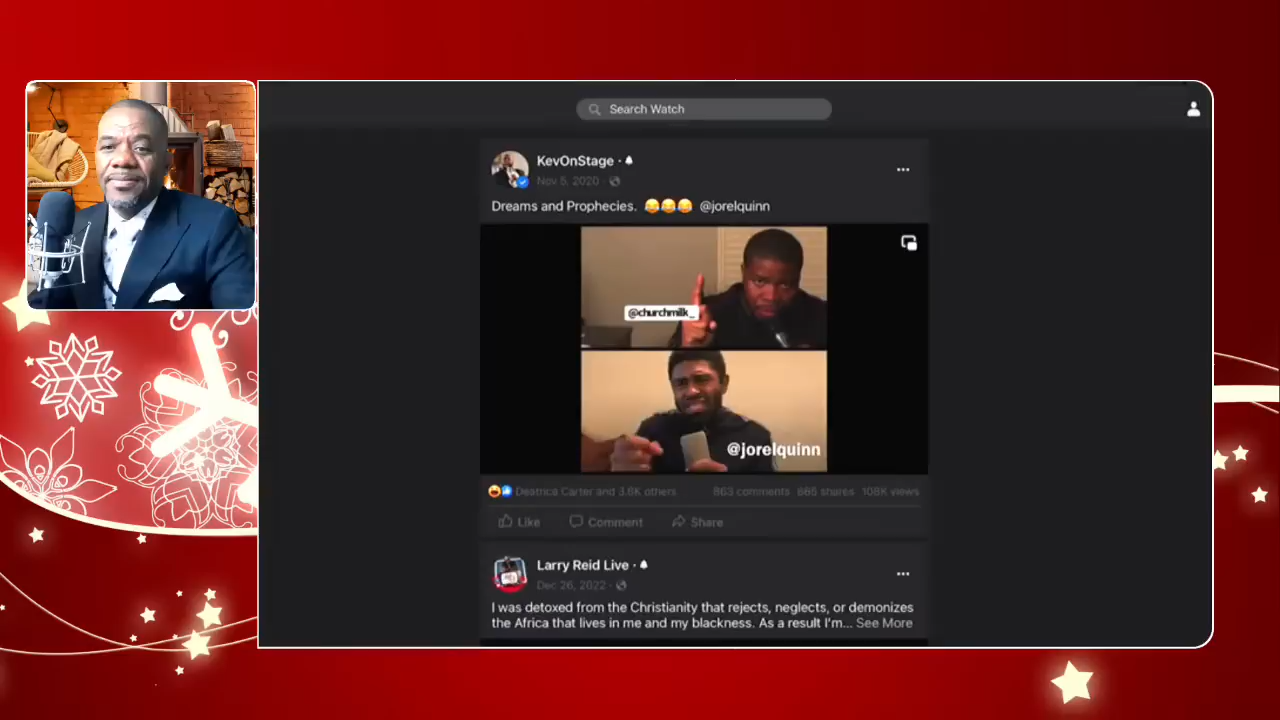 Search Watch
KevOnStage ·
Nov 5, 2020 ·
Dreams and Prophecies. 😂😂😂 @jorelquinn
@churchmilk_
@jorelquinn
Deatrica Carter and 3.6K others 863 comments 865 shares 108K views
Like Comment Share
Larry Reid Live ·
Dec 26, 2022 ·
I was detoxed from the Christianity that rejects, neglects, or demonizes
the Africa that lives in me and my blackness. As a result I'm... See More